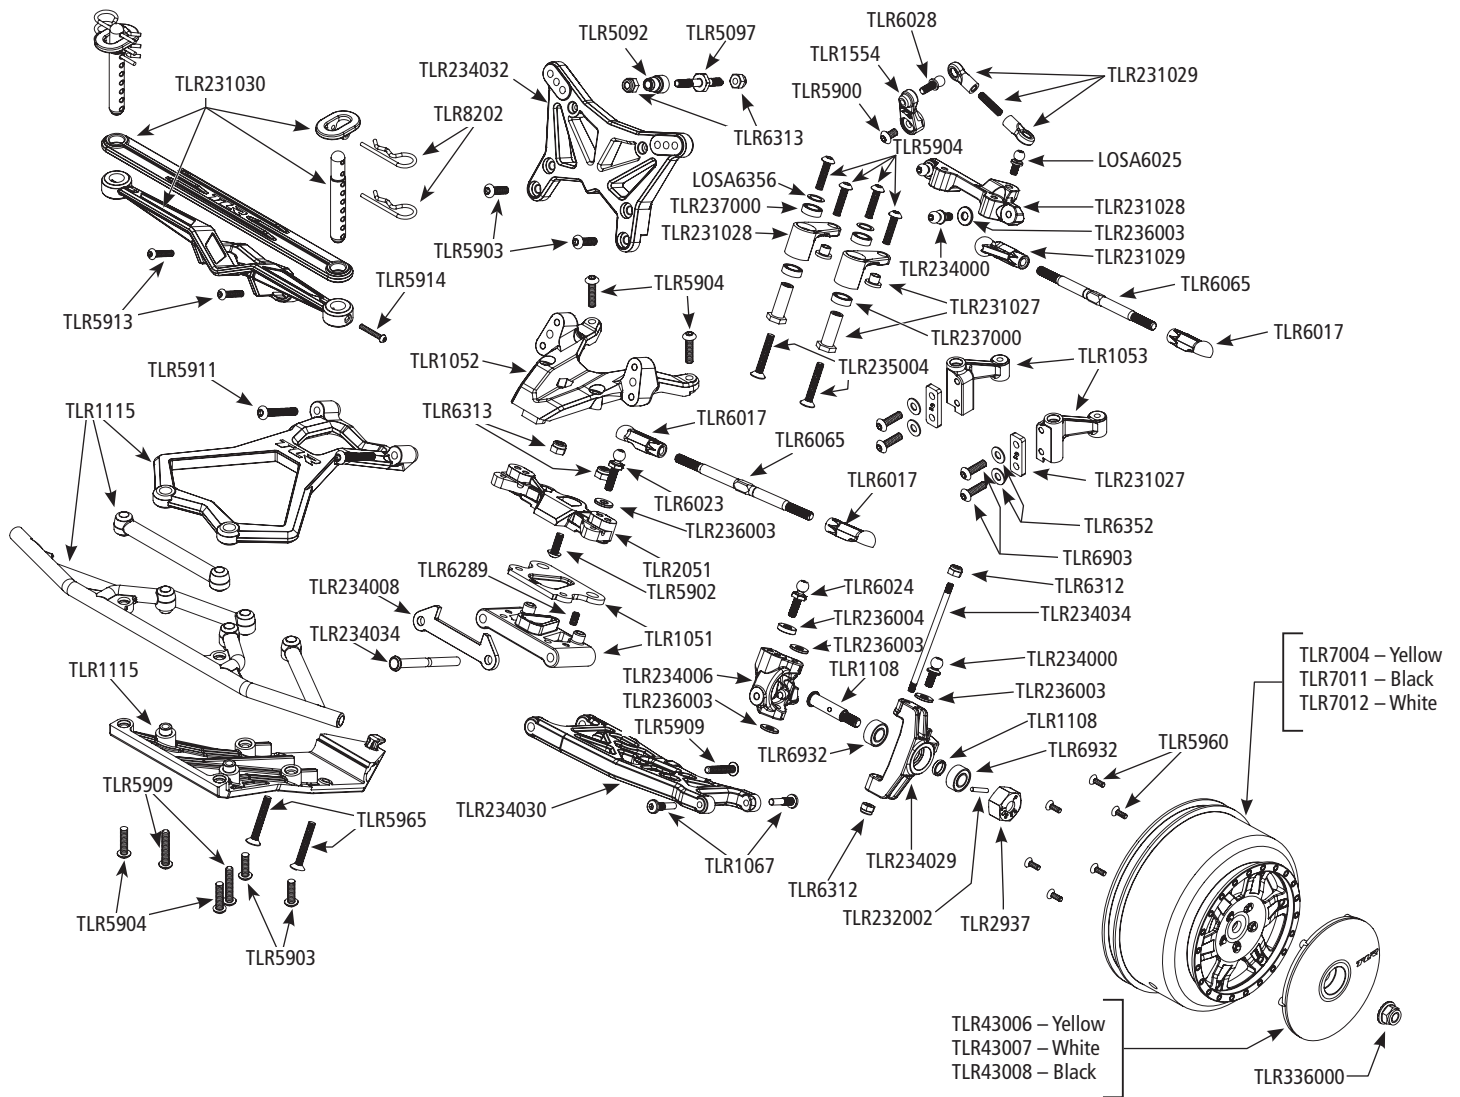 TLR6028
TLR5092
TLR5097
TLR1554
TLR234032
TLR231029
TLR231030
TLR5900
TLR8202
TLR6313
TLR5904
LOSA6025
LOSA6356
TLR237000
TLR231028
TLR231028
TLR236003
TLR5903
TLR234000
TLR231029
TLR5914
TLR5904
TLR6065
TLR231027
TLR5913
TLR237000
TLR6017
TLR1052
TLR235004
TLR1053
TLR5911
TLR6313
TLR1115
TLR6017
TLR6065
TLR6017
TLR231027
TLR6023
TLR6352
TLR236003
TLR6903
TLR2051
TLR6289
TLR5902
TLR6312
TLR234008
TLR6024
TLR234034
TLR236004
TLR234034
TLR1051
TLR236003
TLR1108
TLR234000
TLR7004 – Yellow
TLR7011 – Black
TLR7012 – White
TLR1115
TLR234006
TLR236003
TLR236003
TLR5909
TLR1108
TLR6932
TLR6932
TLR5960
TLR5909
TLR234030
TLR5965
TLR1067
TLR234029
TLR6312
TLR5904
TLR232002
TLR2937
TLR5903
TLR43006 – Yellow
TLR43007 – White
TLR43008 – Black
TLR336000
TLR
TLR
TLR